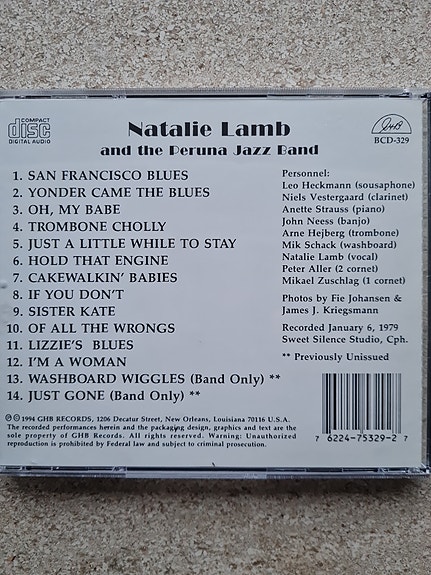 COMPACT
disc
DIGITAL AUDIO
Natalie Lamb
and the Peruna Jazz Band
GHB
BCD-329
1. SAN FRANCISCO BLUES
2. YONDER CAME THE BLUES
3. OH, MY BABE
4. TROMBONE CHOLLY
5. JUST A LITTLE WHILE TO STAY
6. HOLD THAT ENGINE
7. CAKEWALKIN' BABIES
8. IF YOU DON'T
9. SISTER KATE
10. OF ALL THE WRONGS
11. LIZZIE'S BLUES
12. I'M A WOMAN
13. WASHBOARD WIGGLES (Band Only) **
14. JUST GONE (Band Only) **
Personnel:
Leo Heckmann (sousaphone)
Niels Vestergaard (clarinet)
Anette Strauss (piano)
John Neess (banjo)
Arne Hejberg (trombone)
Mik Schack (washboard)
Natalie Lamb (vocal)
Peter Aller (2 cornet)
Mikael Zuschlag (1 cornet)
Photos by Fie Johansen &
James J. Kriegsmann
Recorded January 6, 1979
Sweet Silence Studio, Cph.
** Previously Unissued
℗ © 1994 GHB RECORDS, 1206 Decatur Street, New Orleans, Louisiana 70116 U.S.A.
The recorded performances herein and the packaging design, graphics and text are the
sole property of GHB Records. All rights reserved. Warning: Unauthorized
reproduction is prohibited by Federal law and subject to criminal prosecution.
7 6224-75329-2 7